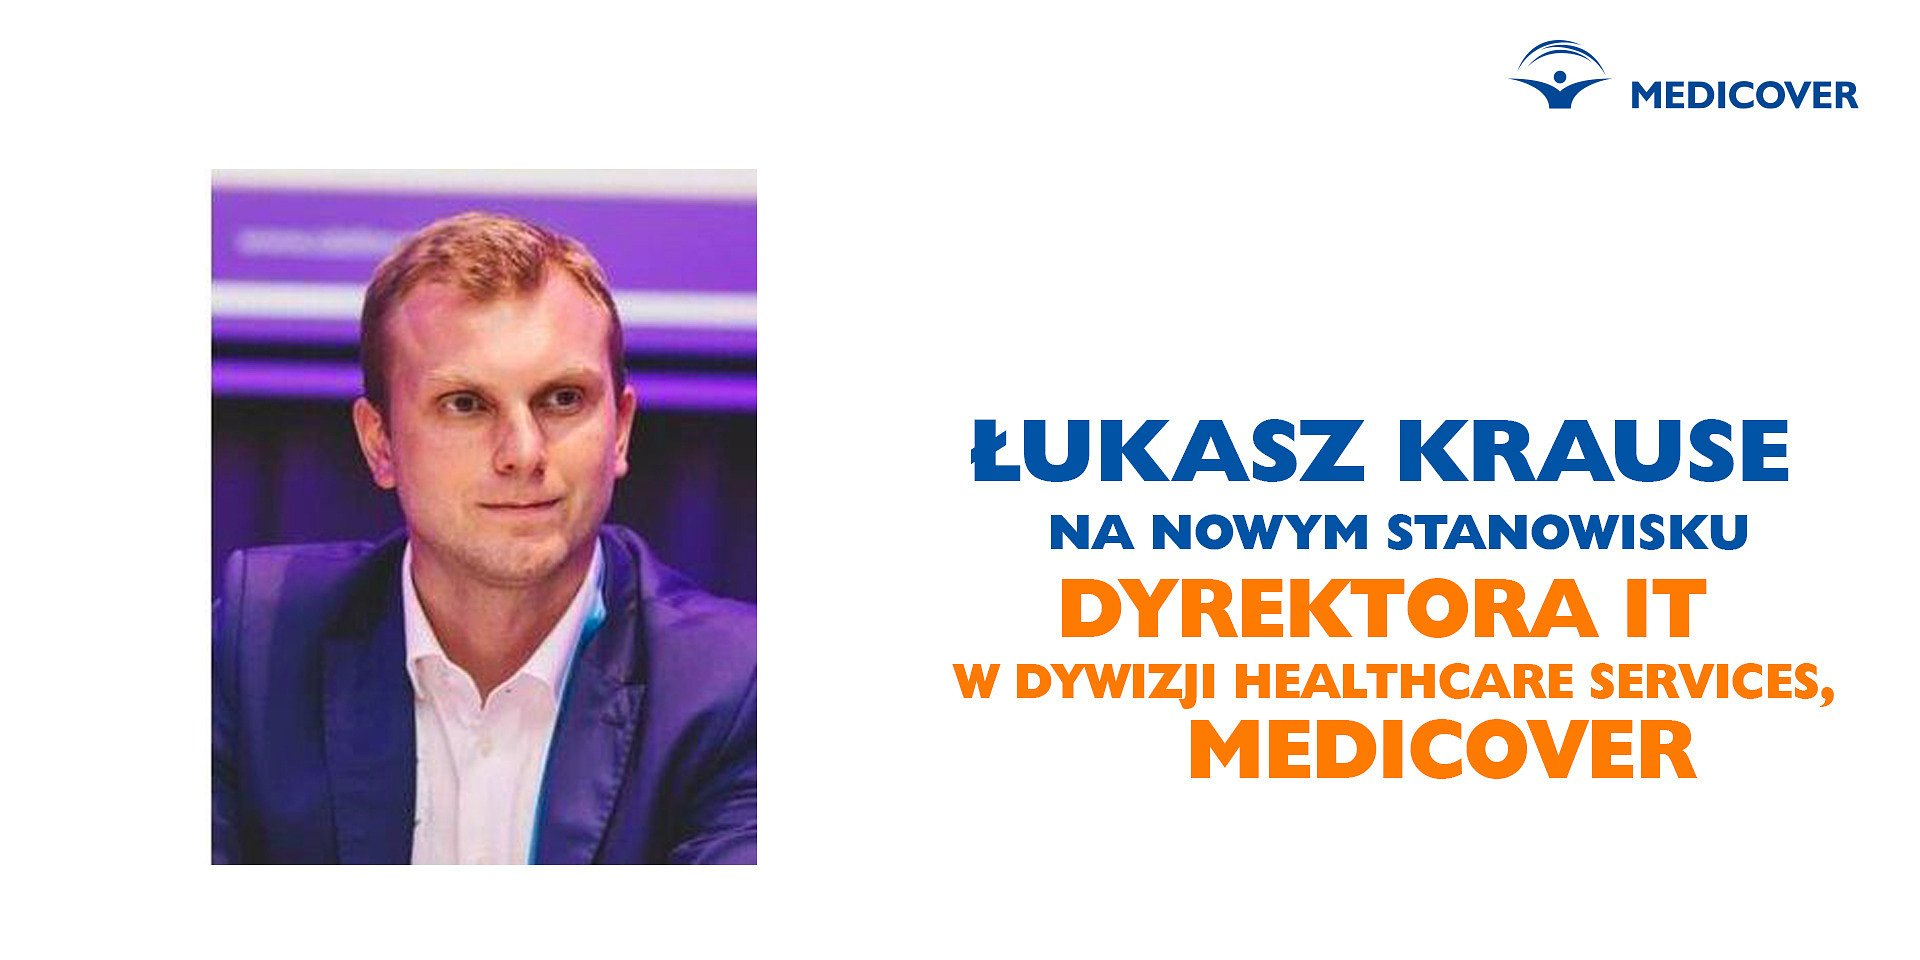 MEDICOVER
ŁUKASZ KRAUSE
NA NOWYM STANOWISKU
DYREKTORA IT
W DYWIZJI HEALTHCARE SERVICES,
MEDICOVER